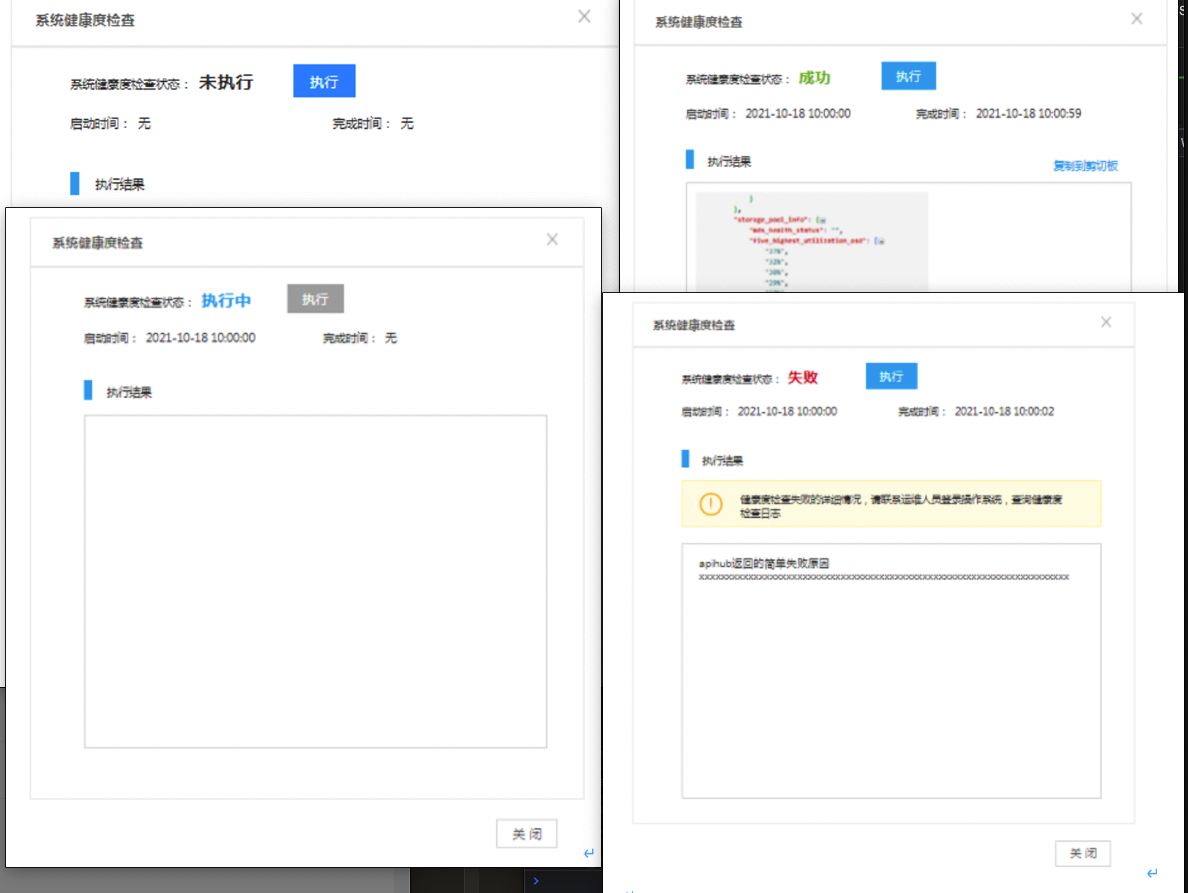 系统健康度检查
系统健康度检查状态： 未执行 执行
启动时间： 无 完成时间： 无
执行结果
系统健康度检查
系统健康度检查状态： 成功 执行
启动时间： 2021-10-18 10:00:00 完成时间： 2021-10-18 10:00:59
执行结果 复制到剪切板
}
},
"storage_pool_info": {
"mds_health_status": "",
"five_highest_utilization_osd": [
"37%",
"32%",
"30%",
"29%",
系统健康度检查
系统健康度检查状态： 执行中 执行
启动时间： 2021-10-18 10:00:00 完成时间： 无
执行结果
关 闭
系统健康度检查
系统健康度检查状态： 失败 执行
启动时间： 2021-10-18 10:00:00 完成时间： 2021-10-18 10:00:02
执行结果
健康度检查失败的详细情况，请联系运维人员登录操作系统，查询健康度
检查日志
apihub返回的简单失败原因
关 闭